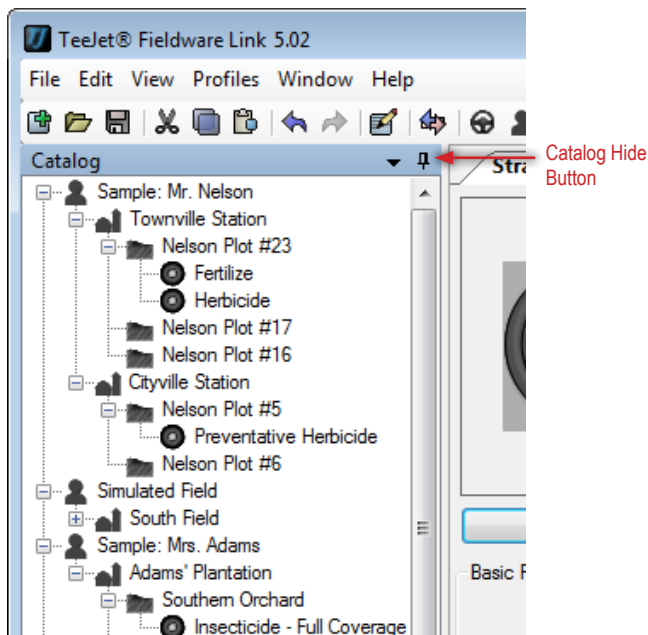 TeeJet® Fieldware Link 5.02
File Edit View Profiles Window Help
Catalog
Catalog Hide
Button
Sample: Mr. Nelson
Townville Station
Nelson Plot #23
Fertilize
Herbicide
Nelson Plot #17
Nelson Plot #16
Cityville Station
Nelson Plot #5
Preventative Herbicide
Nelson Plot #6
Simulated Field
South Field
Sample: Mrs. Adams
Adams' Plantation
Southern Orchard
Insecticide - Full Coverage
Basic